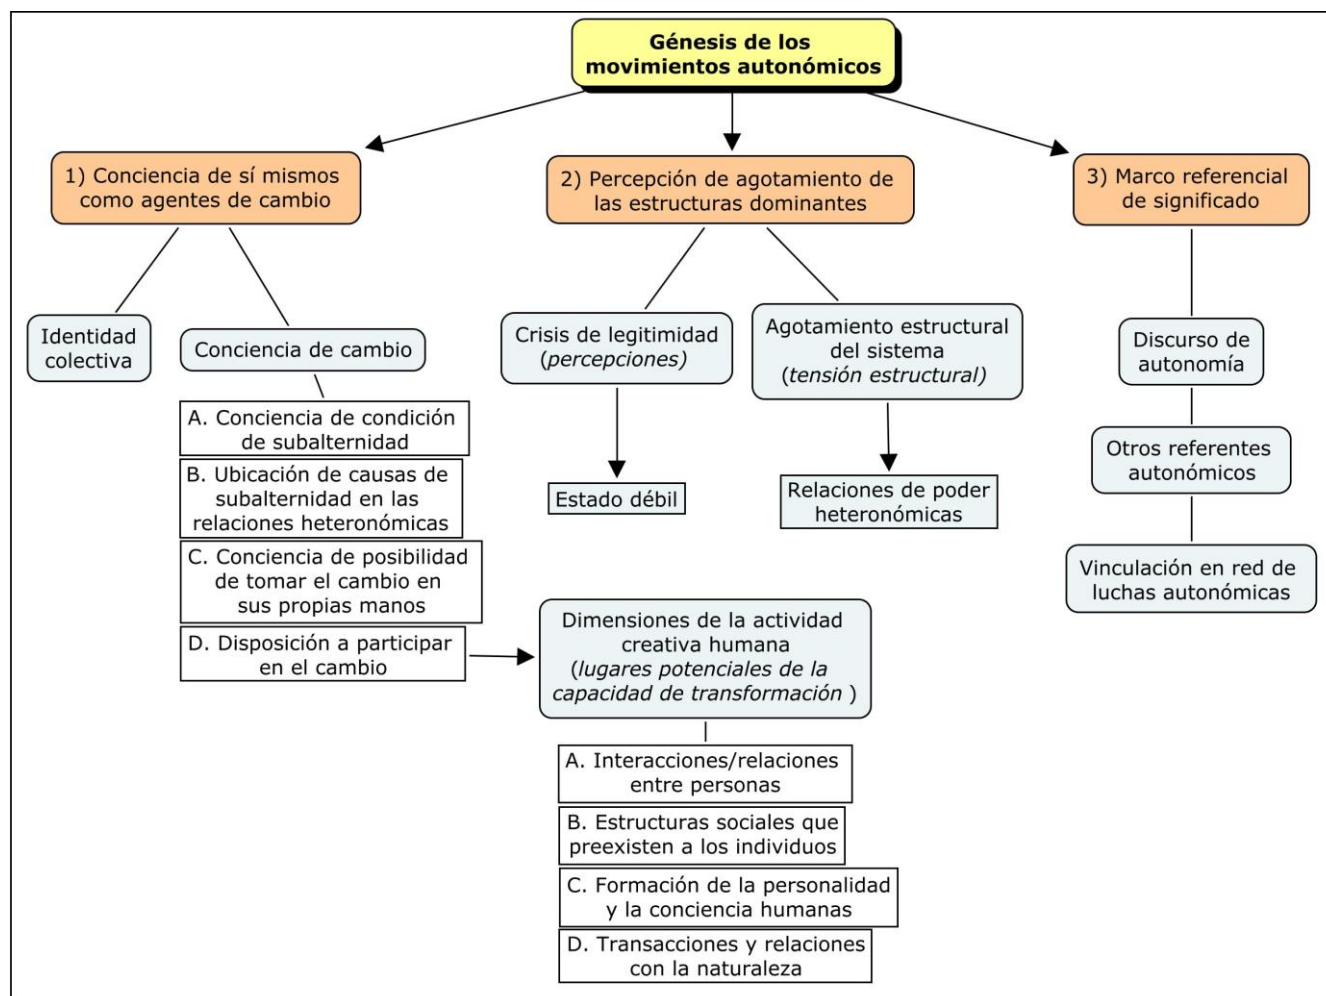 Génesis de los
movimientos autonómicos
1) Conciencia de sí mismos
como agentes de cambio
2) Percepción de agotamiento de
las estructuras dominantes
3) Marco referencial
de significado
Identidad
colectiva
Conciencia de cambio
A. Conciencia de condición
de subalternidad
B. Ubicación de causas de
subalternidad en las
relaciones heteronómicas
C. Conciencia de posibilidad
de tomar el cambio en
sus propias manos
D. Disposición a participar
en el cambio
Crisis de legitimidad
(percepciones)
Estado débil
Agotamiento estructural
del sistema
(tensión estructural)
Relaciones de poder
heteronómicas
Dimensiones de la actividad
creativa humana
(lugares potenciales de la
capacidad de transformación )
A. Interacciones/relaciones
entre personas
B. Estructuras sociales que
preexisten a los individuos
C. Formación de la personalidad
y la conciencia humanas
D. Transacciones y relaciones
con la naturaleza
Discurso de
autonomía
Otros referentes
autonómicos
Vinculación en red de
luchas autonómicas